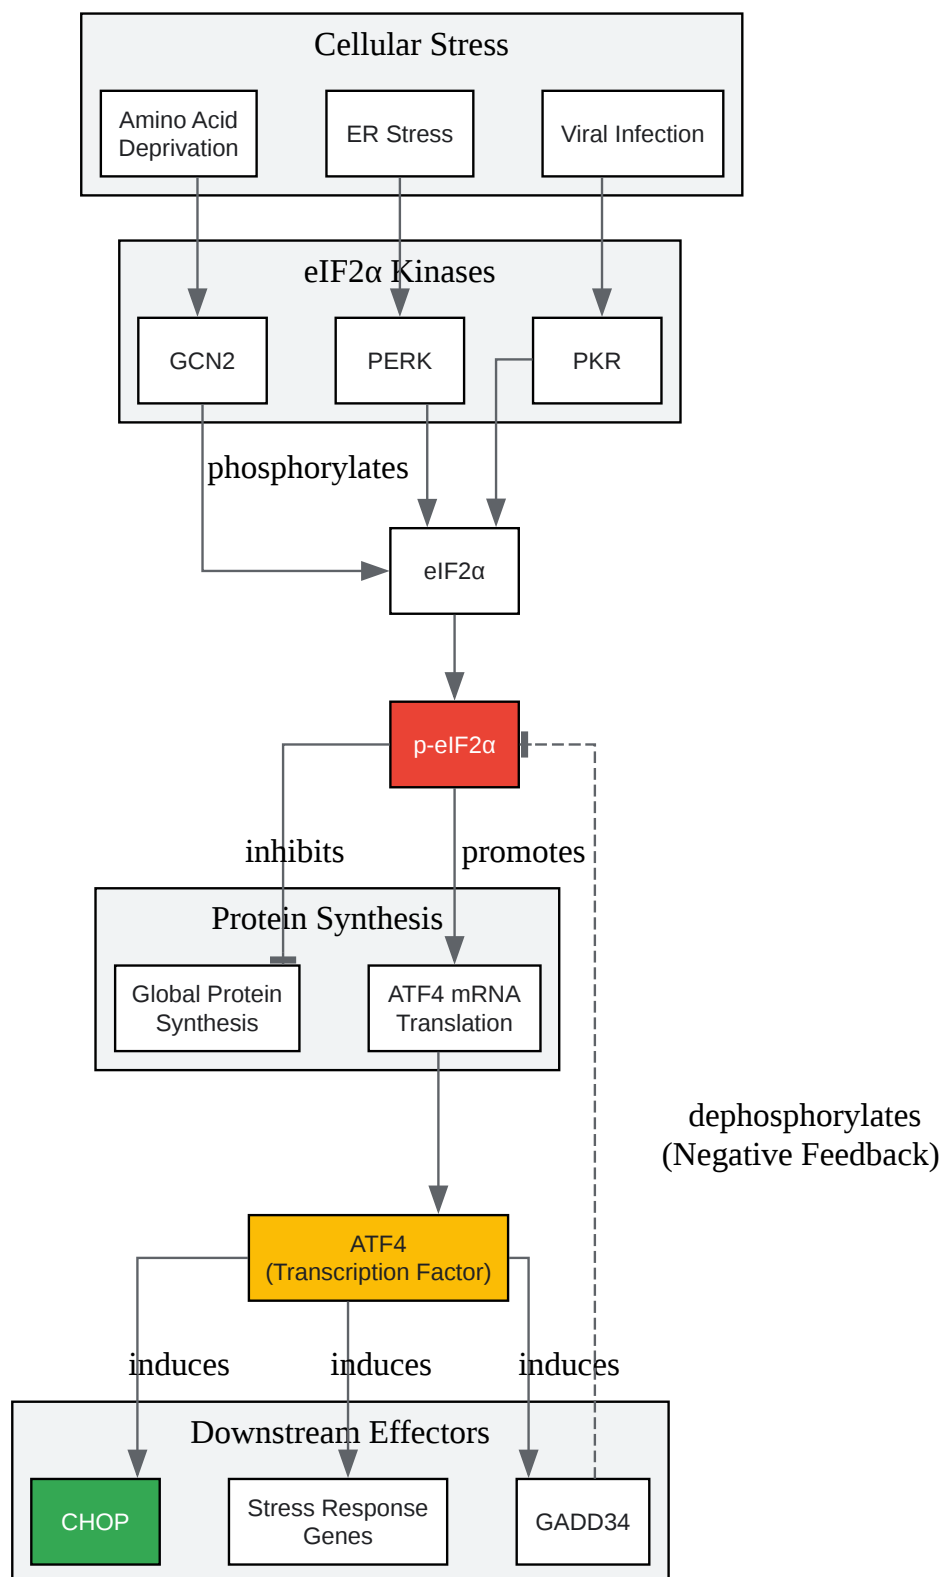 Cellular Stress
Amino Acid
Deprivation
ER Stress
Viral Infection
eIF2α Kinases
GCN2
PERK
PKR
phosphorylates
eIF2α
p-eIF2α
inhibits
promotes
Protein Synthesis
Global Protein
Synthesis
ATF4 mRNA
Translation
dephosphorylates
(Negative Feedback)
ATF4
(Transcription Factor)
induces
induces
induces
Downstream Effectors
CHOP
Stress Response
Genes
GADD34